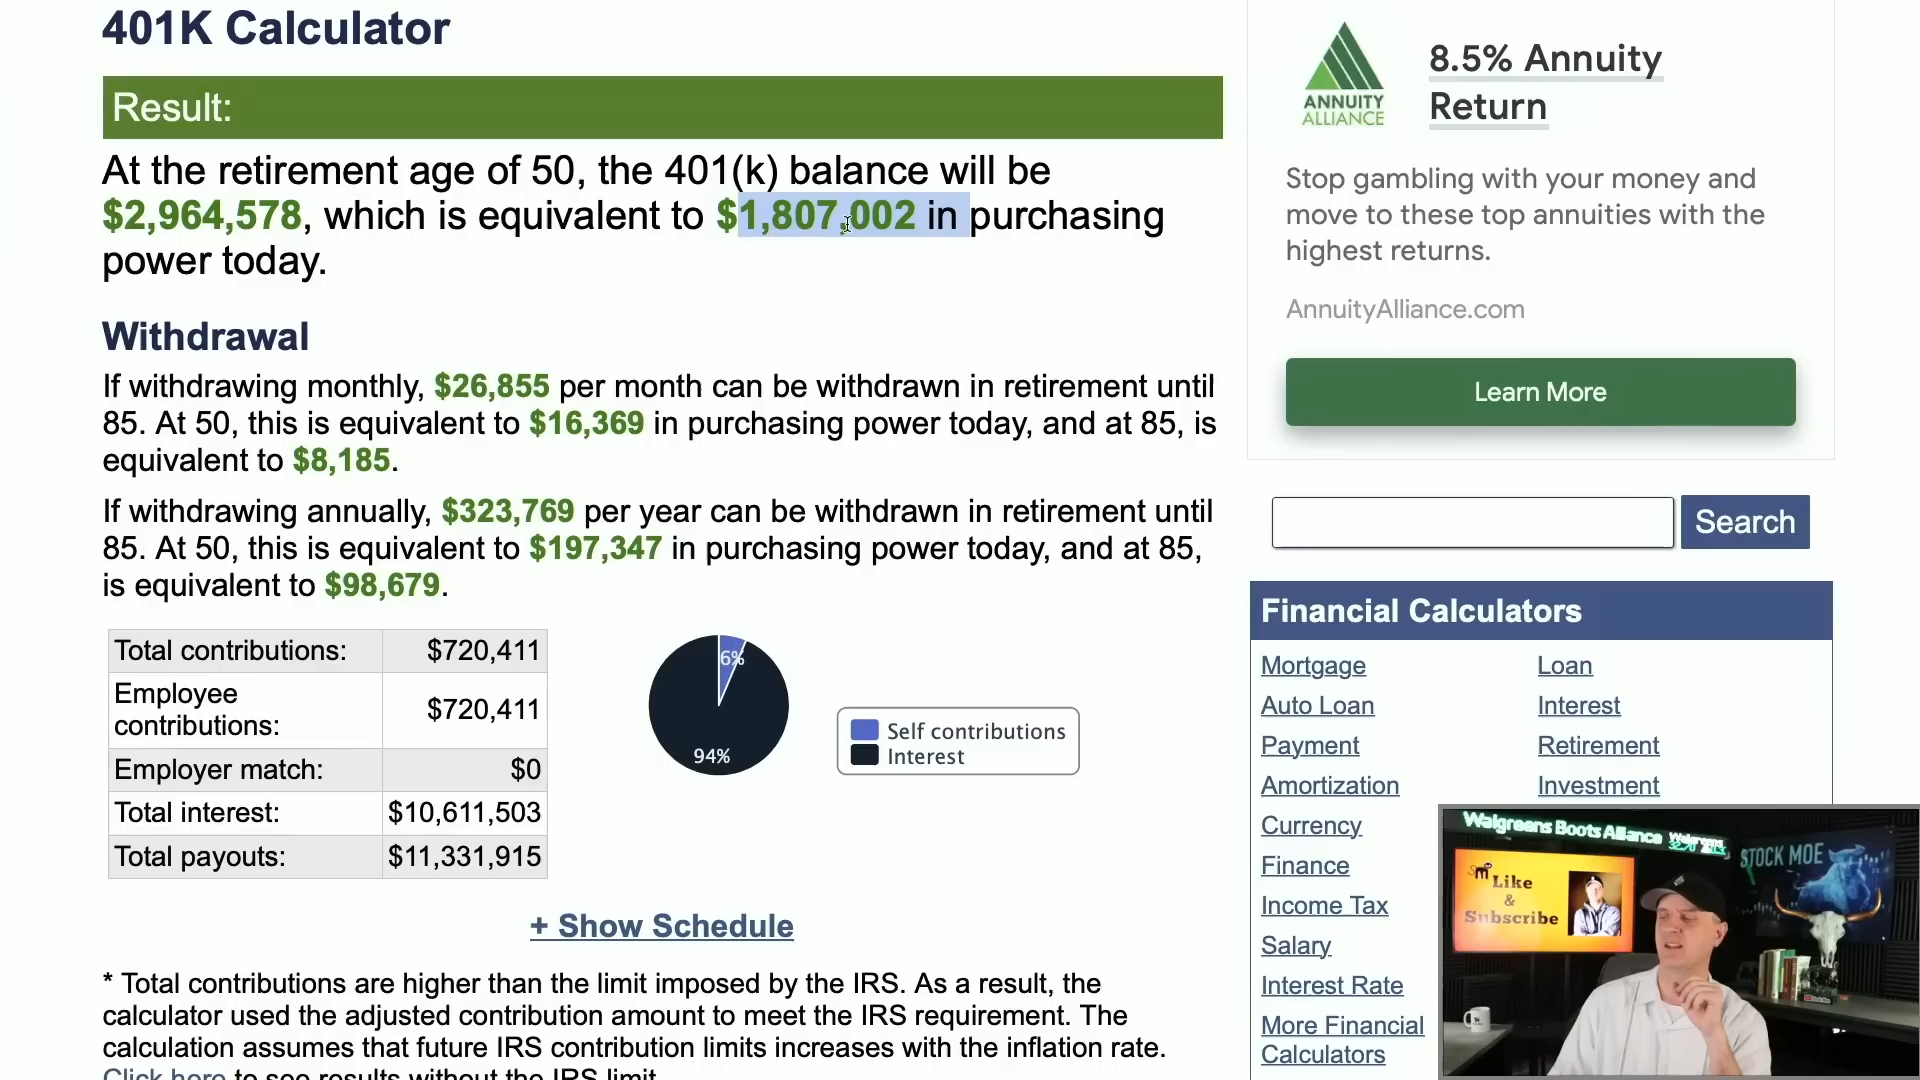 401K Calculator
Result:
At the retirement age of 50, the 401(k) balance will be
$2,964,578, which is equivalent to $1,807,002 in purchasing
power today.
Withdrawal
If withdrawing monthly, $26,855 per month can be withdrawn in retirement until
85. At 50, this is equivalent to $16,369 in purchasing power today, and at 85, is
equivalent to $8,185.
If withdrawing annually, $323,769 per year can be withdrawn in retirement until
85. At 50, this is equivalent to $197,347 in purchasing power today, and at 85,
is equivalent to $98,679.
Total contributions: $720,411
Employee
contributions: $720,411
Employer match: $0
Total interest: $10,611,503
Total payouts: $11,331,915
6%
94%
Self contributions
Interest
+ Show Schedule
* Total contributions are higher than the limit imposed by the IRS. As a result, the
calculator used the adjusted contribution amount to meet the IRS requirement. The
calculation assumes that future IRS contribution limits increases with the inflation rate.
Click here to see results without the IRS limit.
ANNUITY
ALLIANCE
8.5% Annuity
Return
Stop gambling with your money and
move to these top annuities with the
highest returns.
AnnuityAlliance.com
Learn More
Search
Financial Calculators
Mortgage Loan
Auto Loan Interest
Payment Retirement
Amortization Investment
Currency
Finance
Income Tax
Salary
Interest Rate
More Financial
Calculators
Walgreens Boots Alliance
STOCK MOE
Like
&
Subscribe